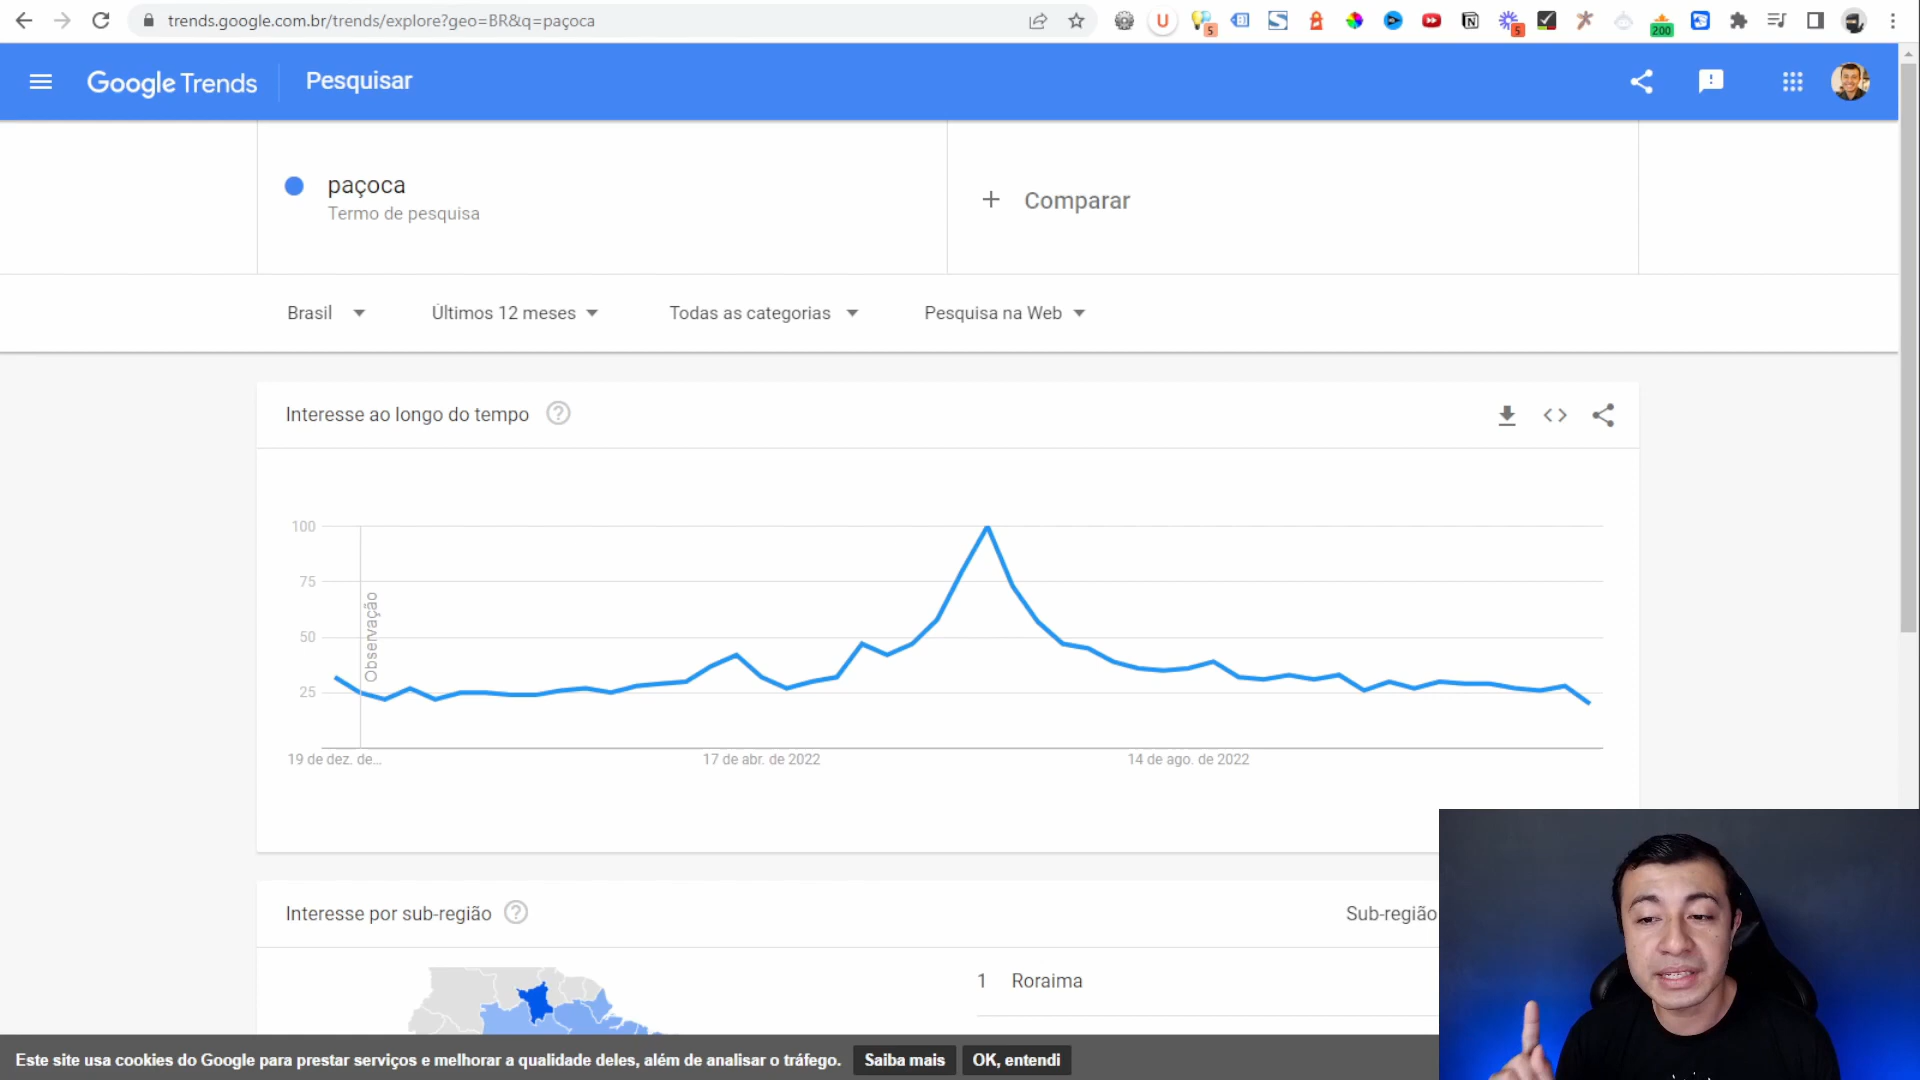 trends.google.com.br/trends/explore?geo=BR&q=paçoca
U
5
N
5
200
Google Trends
Pesquisar
paçoca
Termo de pesquisa
+ Comparar
Brasil
Últimos 12 meses
Todas as categorias
Pesquisa na Web
Interesse ao longo do tempo
?
100
75
50
25
Observação
19 de dez. de...
17 de abr. de 2022
14 de ago. de 2022
Interesse por sub-região
?
Sub-região
1 Roraima
Este site usa cookies do Google para prestar serviços e melhorar a qualidade deles, além de analisar o tráfego.
Saiba mais
OK, entendi